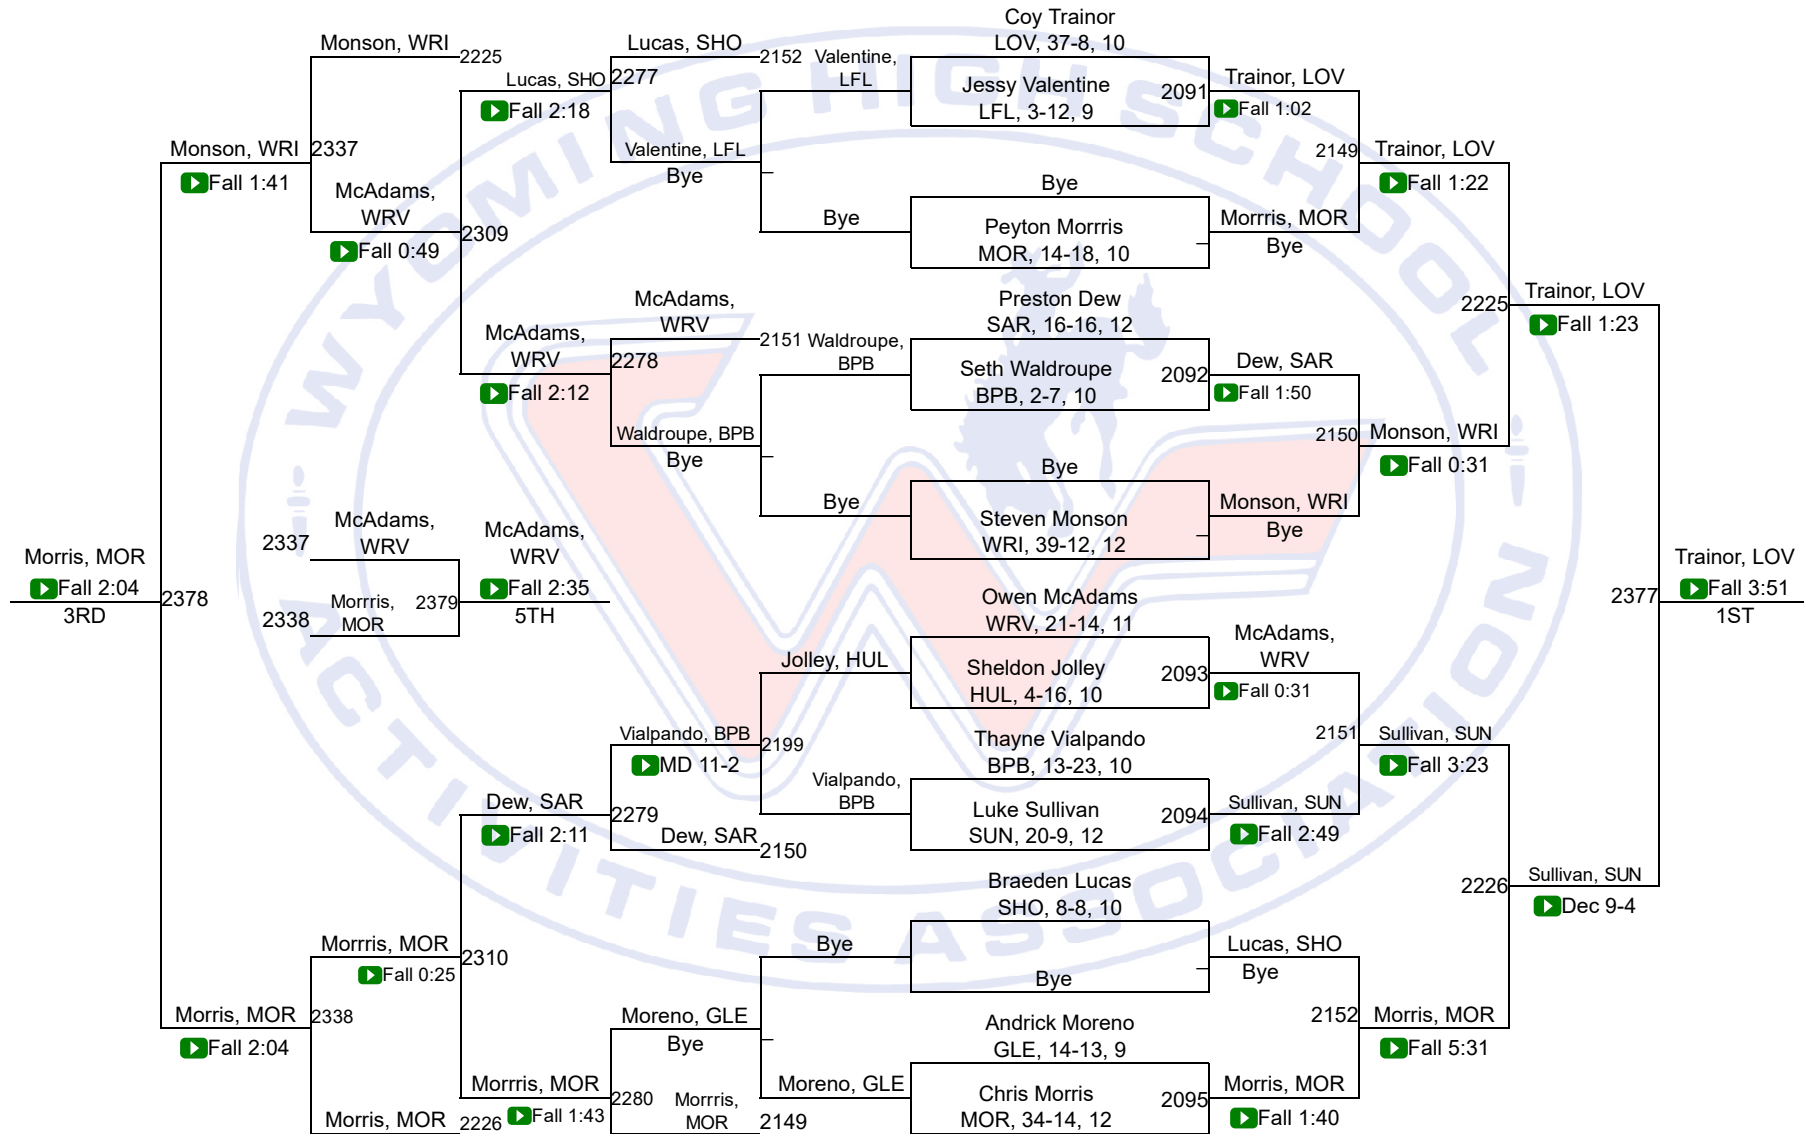 WYOMING HIGH SCHOOL
ACTIVITIES ASSOCIATION
Monson, WRI
2225
Lucas, SHO
2277
Fall 2:18
Lucas, SHO
2152
Valentine,
LFL
Coy Trainor
LOV, 37-8, 10
Jessy Valentine
LFL, 3-12, 9
2091
Trainor, LOV
Fall 1:02
Monson, WRI
2337
Fall 1:41
McAdams,
WRV
Fall 0:49
2309
Valentine, LFL
Bye
Bye
Bye
Peyton Morrris
MOR, 14-18, 10
Morrris, MOR
Bye
2149
Trainor, LOV
Fall 1:22
McAdams,
WRV
Fall 2:12
2278
McAdams,
WRV
2151
Waldroupe,
BPB
Preston Dew
SAR, 16-16, 12
Seth Waldroupe
BPB, 2-7, 10
2092
Dew, SAR
Fall 1:50
2225
Trainor, LOV
Fall 1:23
Waldroupe, BPB
Bye
Bye
Bye
Steven Monson
WRI, 39-12, 12
Monson, WRI
Bye
2150
Monson, WRI
Fall 0:31
Morris, MOR
Fall 2:04
3RD
2378
2337
McAdams,
WRV
2338
Morrris,
MOR
2379
McAdams,
WRV
Fall 2:35
5TH
2377
Trainor, LOV
Fall 3:51
1ST
Jolley, HUL
Owen McAdams
WRV, 21-14, 11
Sheldon Jolley
HUL, 4-16, 10
2093
McAdams,
WRV
Fall 0:31
Vialpando, BPB
MD 11-2
2199
Vialpando,
BPB
Thayne Vialpando
BPB, 13-23, 10
Luke Sullivan
SUN, 20-9, 12
2094
Sullivan, SUN
Fall 2:49
2151
Sullivan, SUN
Fall 3:23
Dew, SAR
Fall 2:11
2279
Dew, SAR
2150
Braeden Lucas
SHO, 8-8, 10
Bye
Bye
Lucas, SHO
Bye
2226
Sullivan, SUN
Dec 9-4
Morrris, MOR
Fall 0:25
2310
Morris, MOR
Fall 2:04
2338
Moreno, GLE
Bye
Andrick Moreno
GLE, 14-13, 9
2152
Morris, MOR
Fall 5:31
Morris, MOR
2226
Morrris, MOR
Fall 1:43
2280
Morrris,
MOR
2149
Moreno, GLE
Chris Morris
MOR, 34-14, 12
2095
Morris, MOR
Fall 1:40